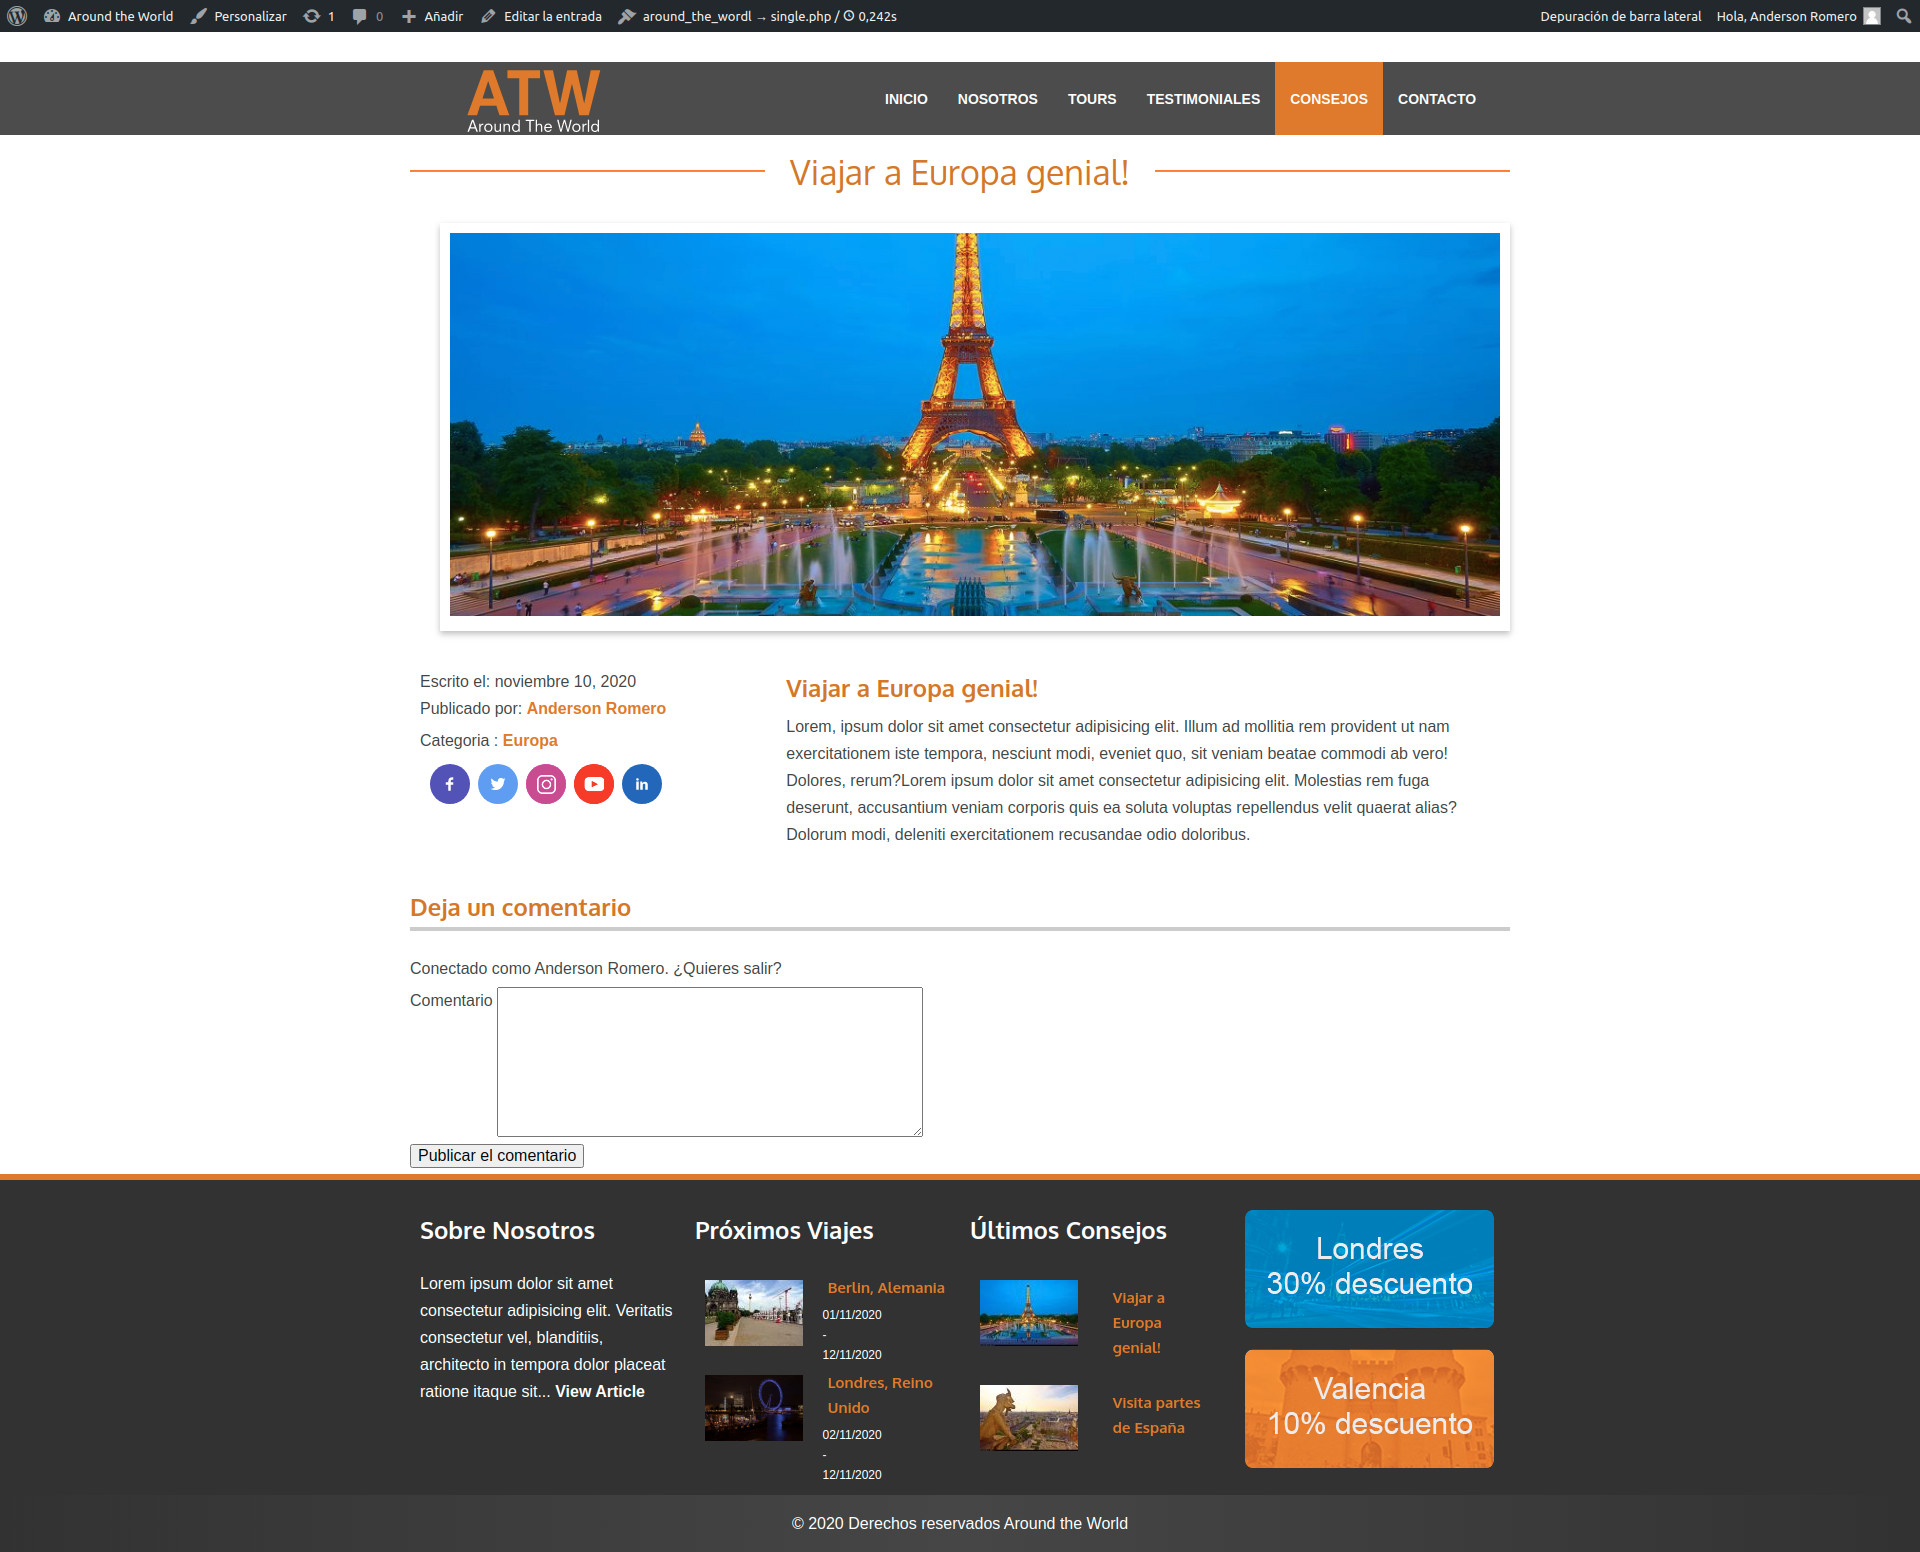 Around the World Personalizar 1 0 Añadir Editar la entrada around_the_wordl → single.php / 0,242s Depuración de barra lateral Hola, Anderson Romero
ATW
Around The World
INICIO NOSOTROS TOURS TESTIMONIALES CONSEJOS CONTACTO
Viajar a Europa genial!
Escrito el: noviembre 10, 2020
Publicado por: Anderson Romero
Categoria : Europa
Viajar a Europa genial!
Lorem, ipsum dolor sit amet consectetur adipisicing elit. Illum ad mollitia rem provident ut nam
exercitationem iste tempora, nesciunt modi, eveniet quo, sit veniam beatae commodi ab vero!
Dolores, rerum?Lorem ipsum dolor sit amet consectetur adipisicing elit. Molestias rem fuga
deserunt, accusantium veniam corporis quis ea soluta voluptas repellendus velit quaerat alias?
Dolorum modi, deleniti exercitationem recusandae odio doloribus.
Deja un comentario
Conectado como Anderson Romero. ¿Quieres salir?
Comentario
Publicar el comentario
Sobre Nosotros
Lorem ipsum dolor sit amet
consectetur adipisicing elit. Veritatis
consectetur vel, blanditiis,
architecto in tempora dolor placeat
ratione itaque sit... View Article
Próximos Viajes
Berlin, Alemania
01/11/2020
-
12/11/2020
Londres, Reino
Unido
02/11/2020
-
12/11/2020
Últimos Consejos
Viajar a
Europa
genial!
Visita partes
de España
Londres
30% descuento
Valencia
10% descuento
© 2020 Derechos reservados Around the World